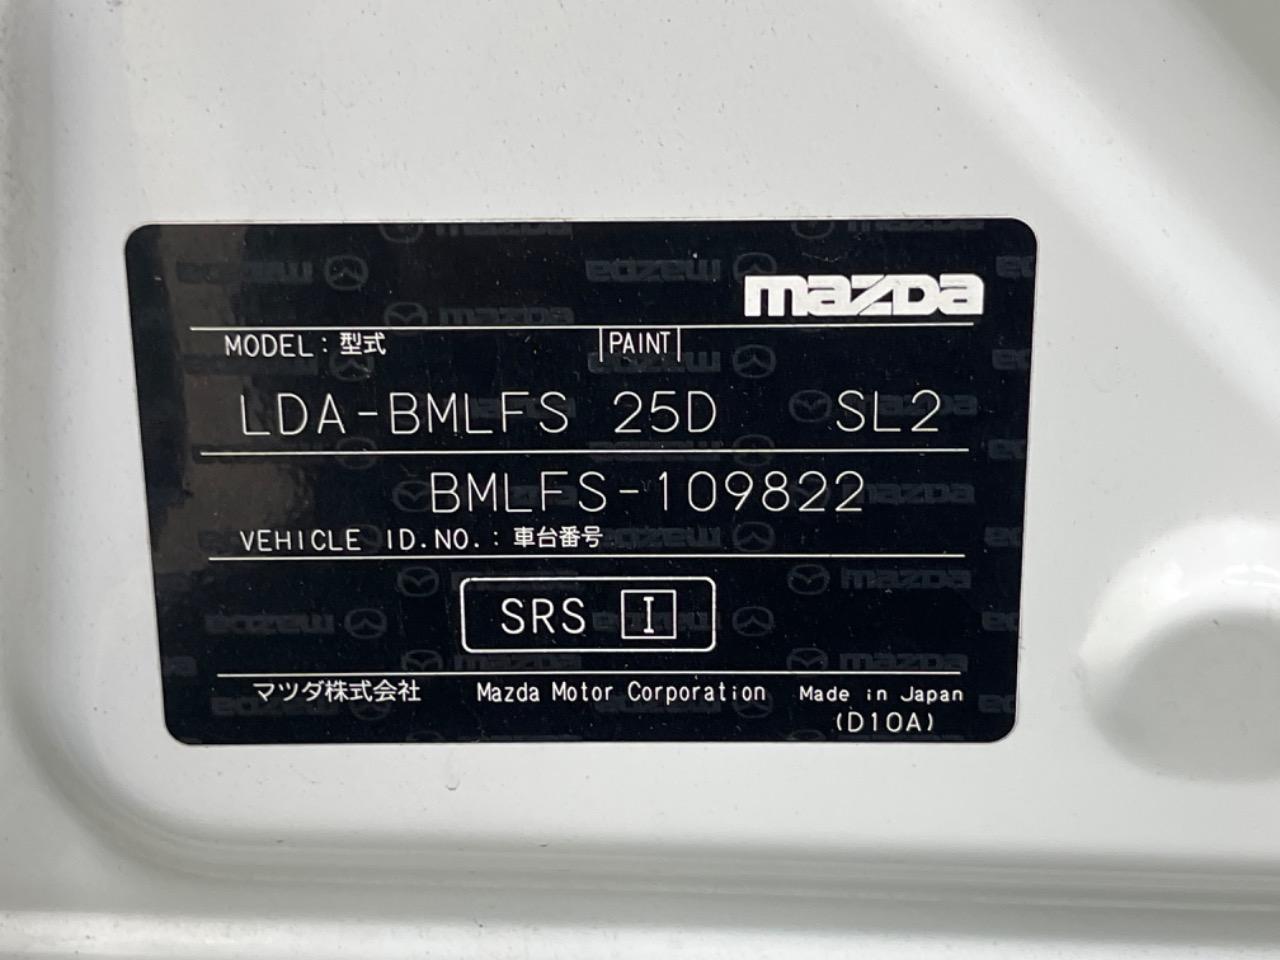 mazda
MODEL : 型式 PAINT
LDA-BMLFS 25D SL2
BMLFS-109822
VEHICLE ID.NO. : 車台番号
SRS I
マツダ株式会社 Mazda Motor Corporation Made in Japan
(D10A)